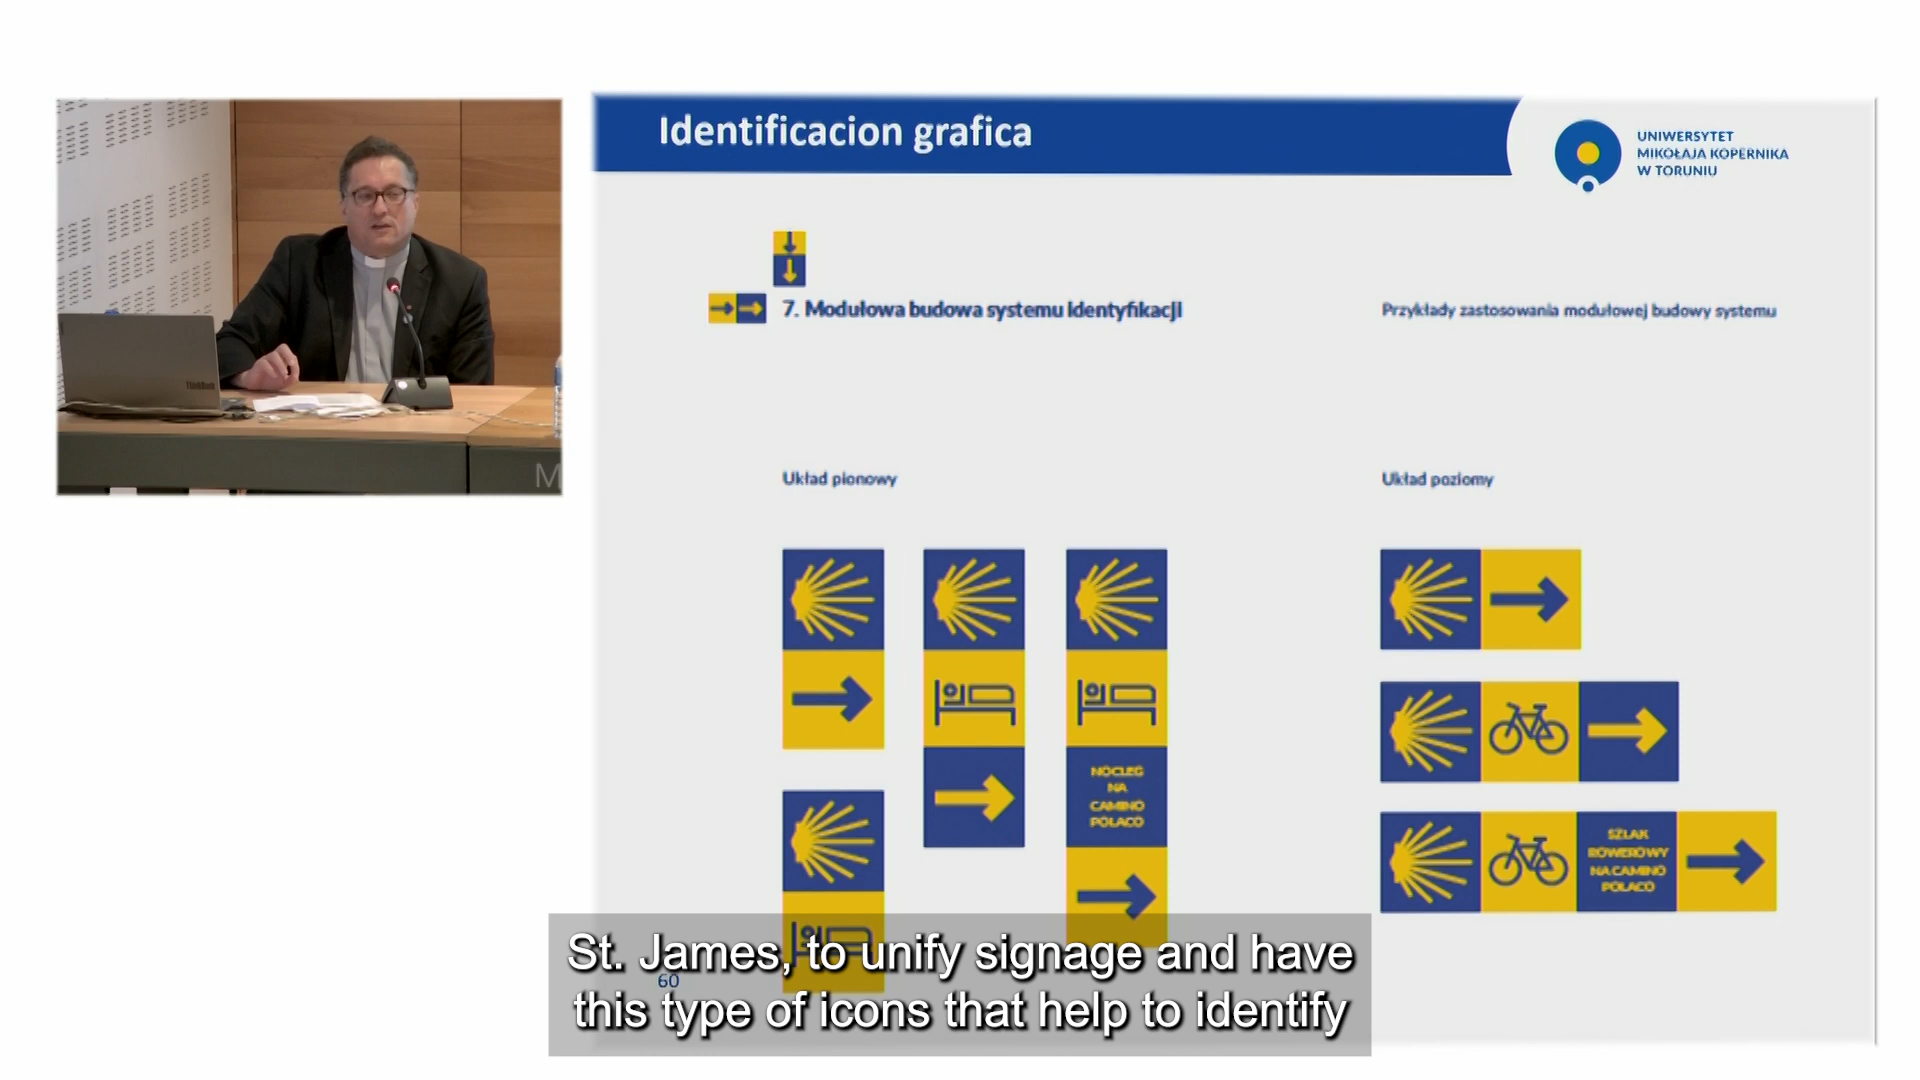 Identificacion grafica
UNIWERSYTET
MIKOŁAJA KOPERNIKA
W TORUNIU
7. Modułowa budowa systemu identyfikacji
Przykłady zastosowania modułowej budowy systemu
Układ pionowy
Układ poziomy
NOCLEG
NA
CAMINO
POLACO
SZLAK
ROWEROWY
NA CAMINO
POLACO
ThinkBook
M
60
St. James, to unify signage and have
this type of icons that help to identify